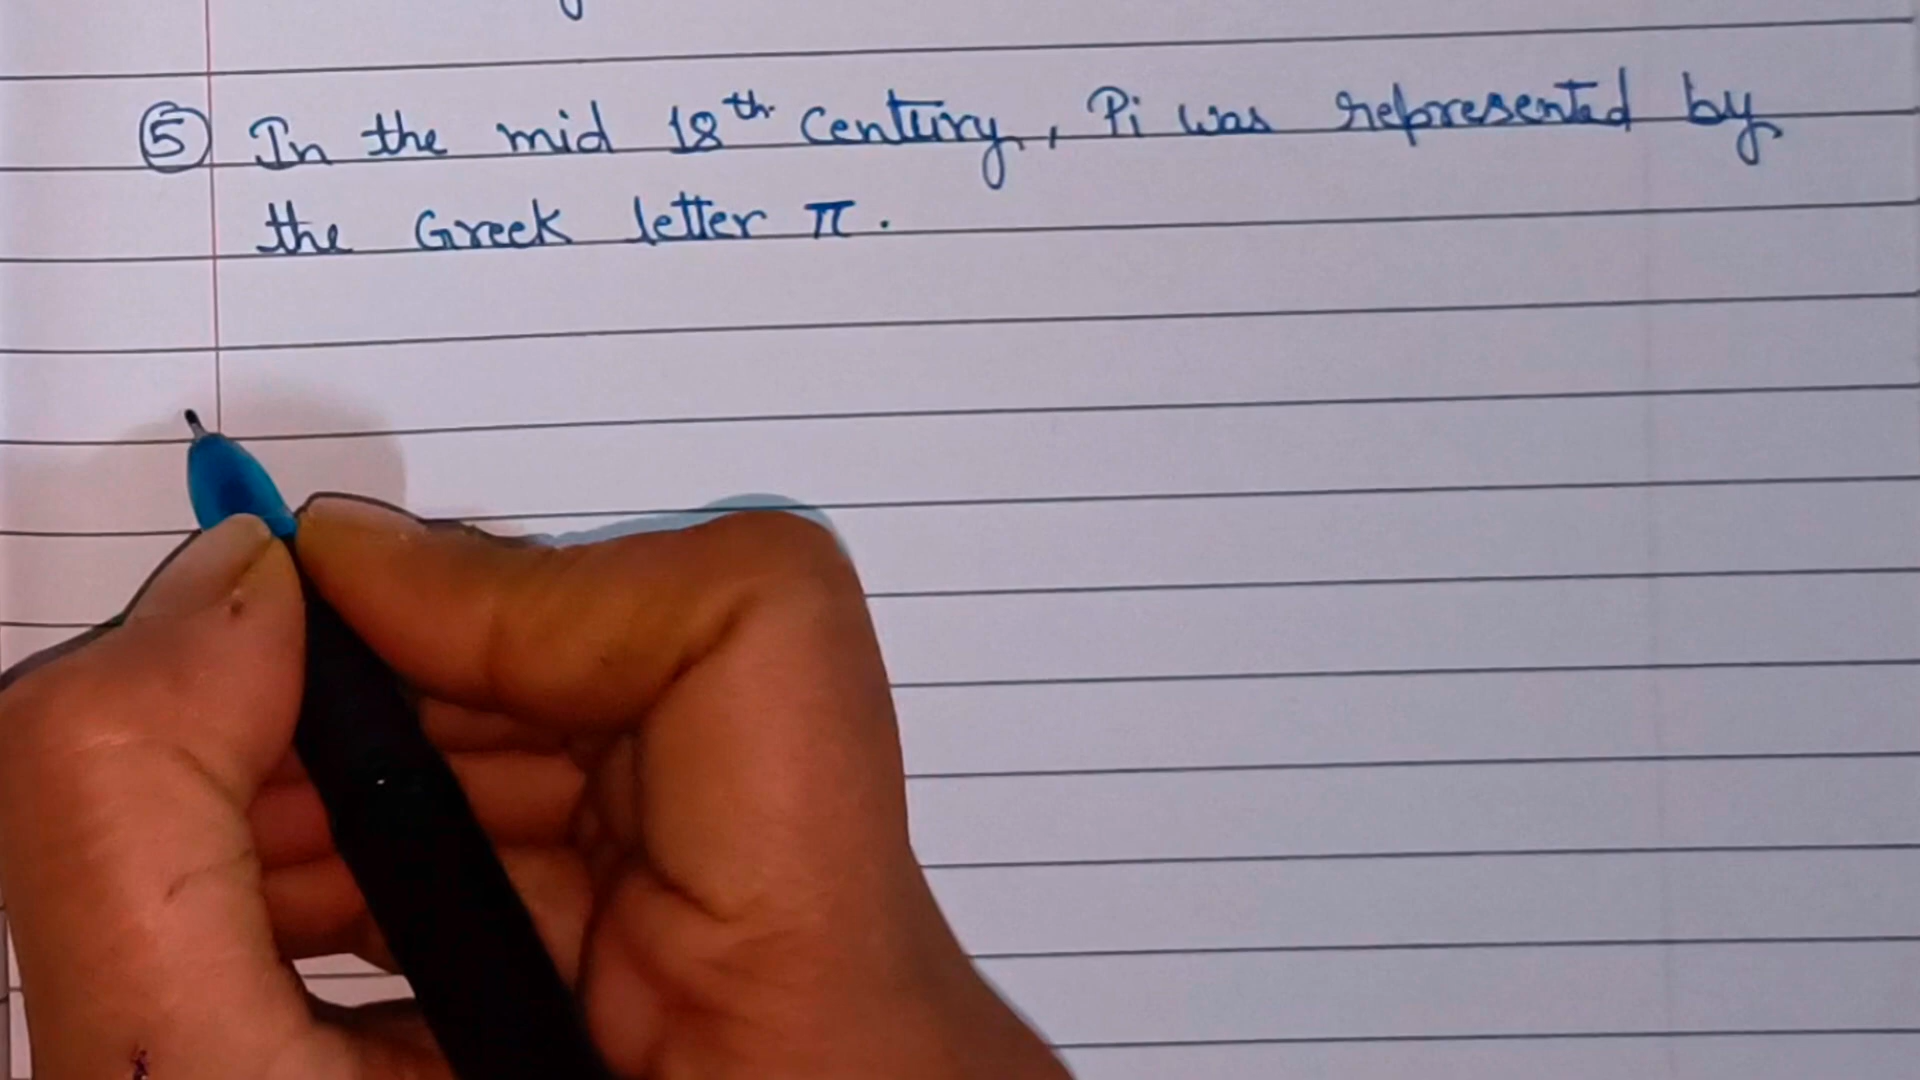 ⑤ In the mid 18th century, Pi was represented by
the Greek letter π.